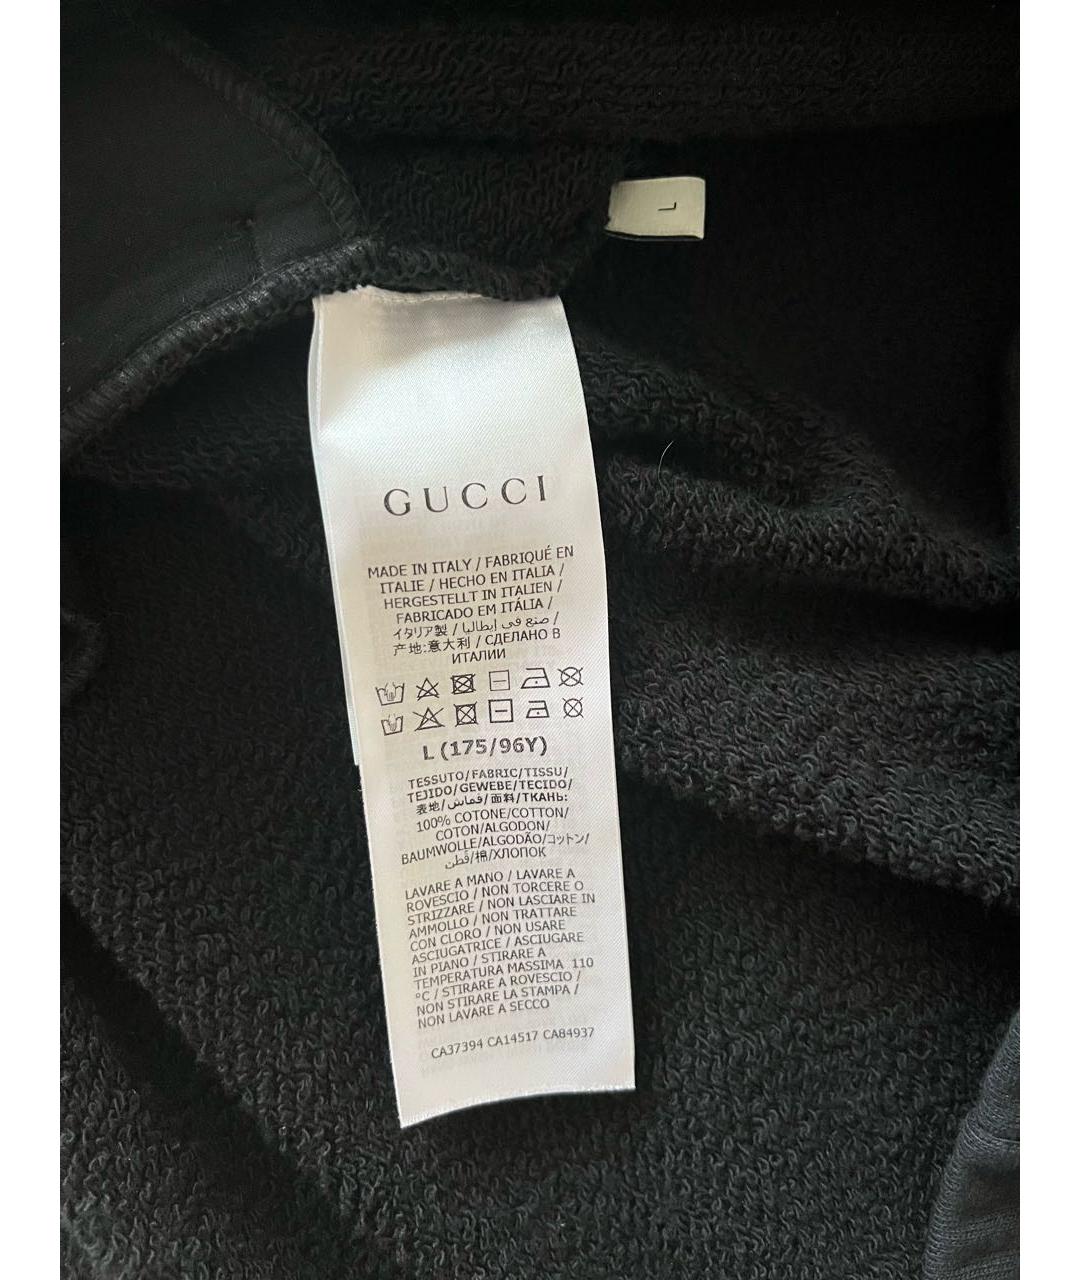 L
GUCCI
MADE IN ITALY / FABRIQUÉ EN
ITALIE / HECHO EN ITALIA /
HERGESTELLT IN ITALIEN /
FABRICADO EM ITÁLIA /
イタリア製 / صنع في إيطاليا /
产地:意大利 / СДЕЛАНО В
ИТАЛИИ
L (175/96Y)
TESSUTO/FABRIC/TISSU/
TEJIDO/GEWEBE/TECIDO/
表地/قماش/面料/ТКАНЬ:
100% COTONE/COTTON/
COTON/ALGODON/
BAUMWOLLE/ALGODÃO/コットン/
قطن/棉/ХЛОПОК
LAVARE A MANO / LAVARE A
ROVESCIO / NON TORCERE O
STRIZZARE / NON LASCIARE IN
AMMOLLO / NON TRATTARE
CON CLORO / NON USARE
ASCIUGATRICE / ASCIUGARE
IN PIANO / STIRARE A
TEMPERATURA MASSIMA 110
°C / STIRARE A ROVESCIO /
NON STIRARE LA STAMPA /
NON LAVARE A SECCO
CA37394 CA14517 CA84937